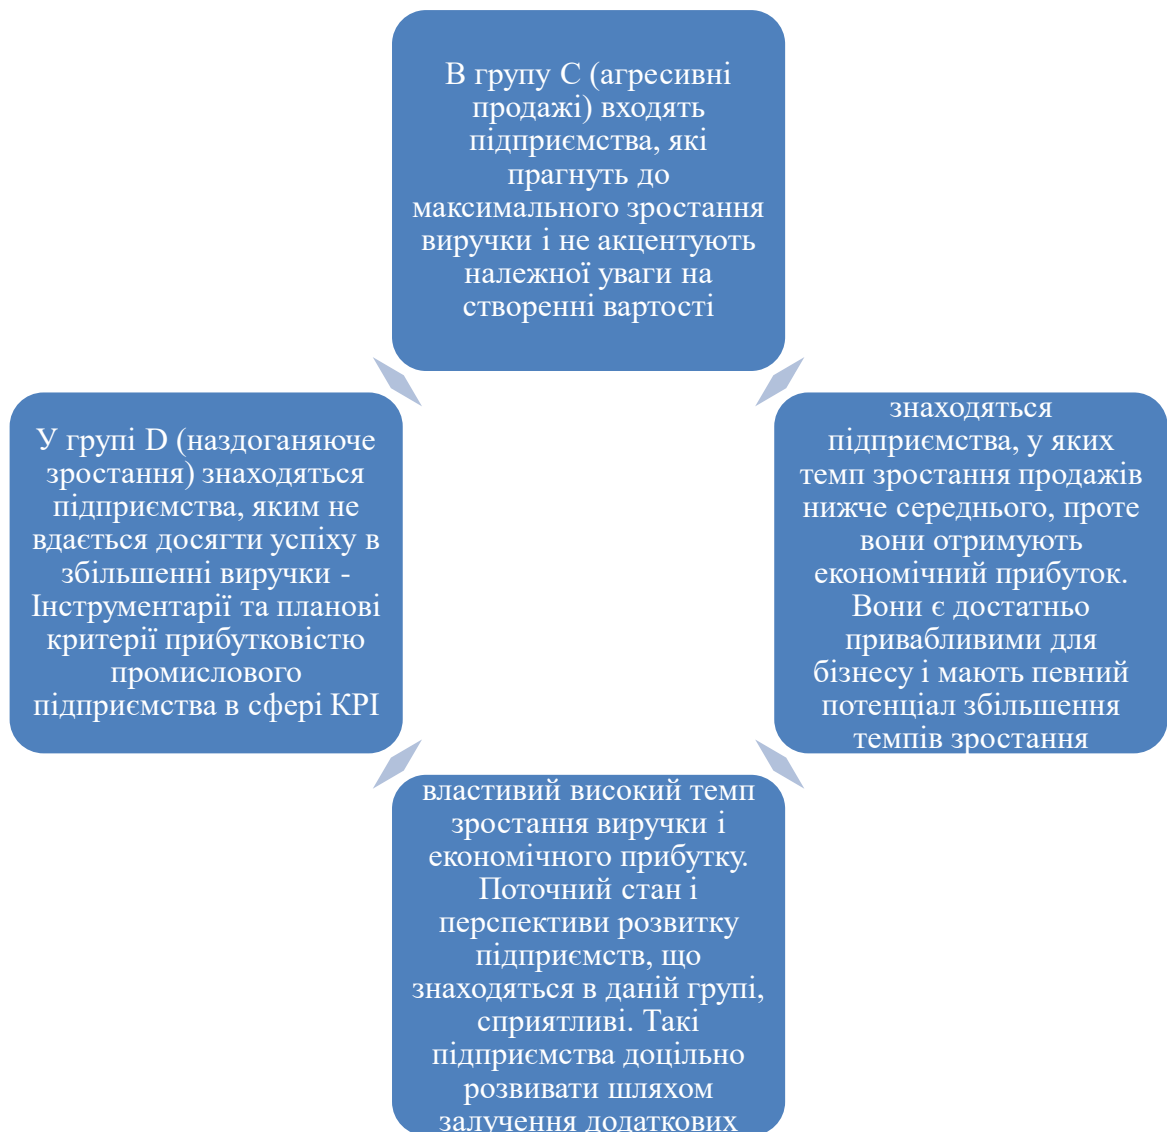 В групу С (агресивні
продажі) входять
підприємства, які
прагнуть до
максимального зростання
виручки і не акцентують
належної уваги на
створенні вартості
У групі D (наздоганяюче
зростання) знаходяться
підприємства, яким не
вдається досягти успіху в
збільшенні виручки -
Інструментарії та планові
критерії прибутковістю
промислового
підприємства в сфері КРІ
знаходяться
підприємства, у яких
темп зростання продажів
нижче середнього, проте
вони отримують
економічний прибуток.
Вони є достатньо
привабливими для
бізнесу і мають певний
потенціал збільшення
темпів зростання
властивий високий темп
зростання виручки і
економічного прибутку.
Поточний стан і
перспективи розвитку
підприємств, що
знаходяться в даній групі,
сприятливі. Такі
підприємства доцільно
розвивати шляхом
залучення додаткових